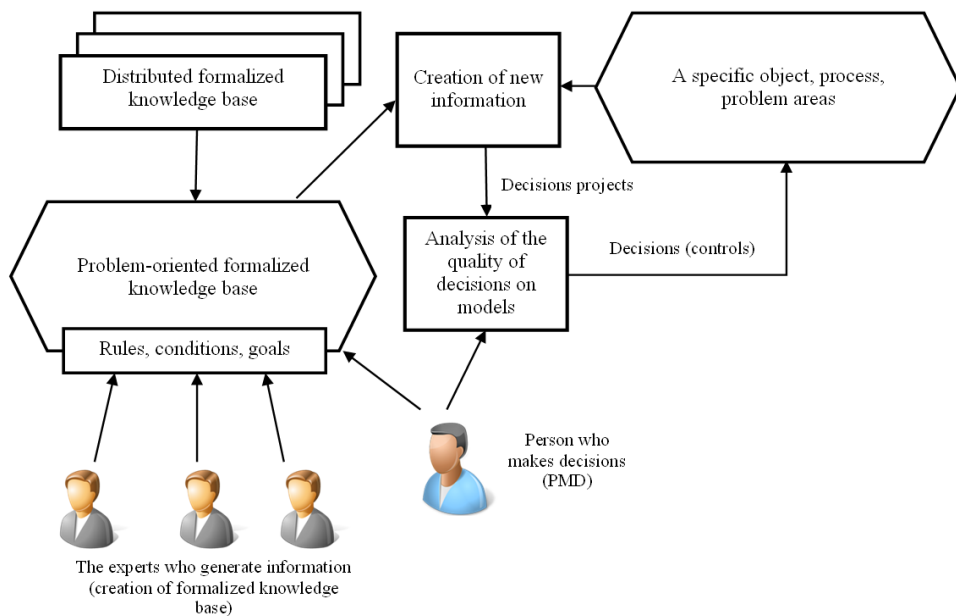 Distributed formalized
knowledge base
Creation of new
information
A specific object, process,
problem areas
Decisions projects
Problem-oriented formalized
knowledge base
Analysis of the
quality of
decisions on
models
Decisions (controls)
Rules, conditions, goals
Person who
makes decisions
(PMD)
The experts who generate information
(creation of formalized knowledge
base)